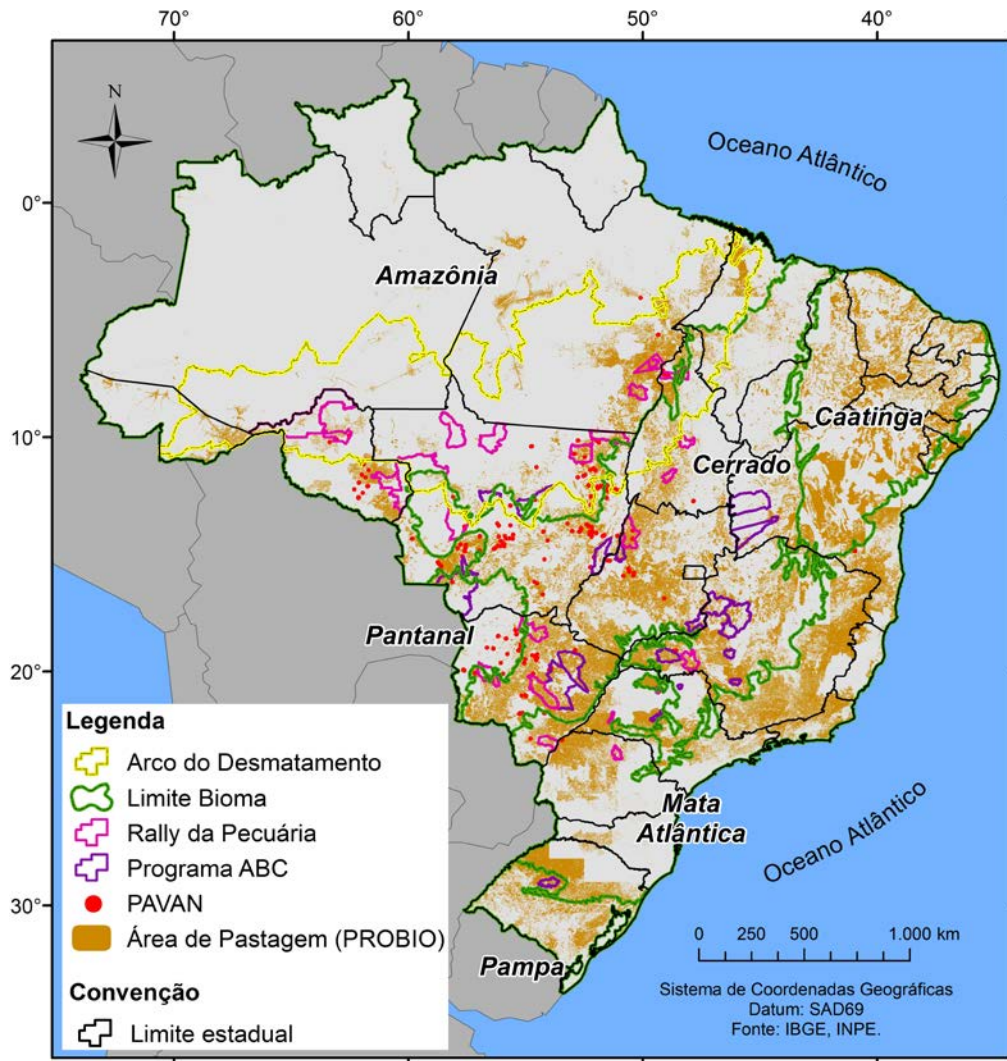 70°
60°
50°
40°
N
Oceano Atlântico
0°
Amazônia
10°
Caatinga
Cerrado
Pantanal
20°
Legenda
Arco do Desmatamento
Limite Bioma
Rally da Pecuária
Programa ABC
PAVAN
Área de Pastagem (PROBIO)
Convenção
Limite estadual
Mata
Atlântica
Oceano Atlântico
30°
Pampa
0 250 500 1.000 km
Sistema de Coordenadas Geográficas
Datum: SAD69
Fonte: IBGE, INPE.